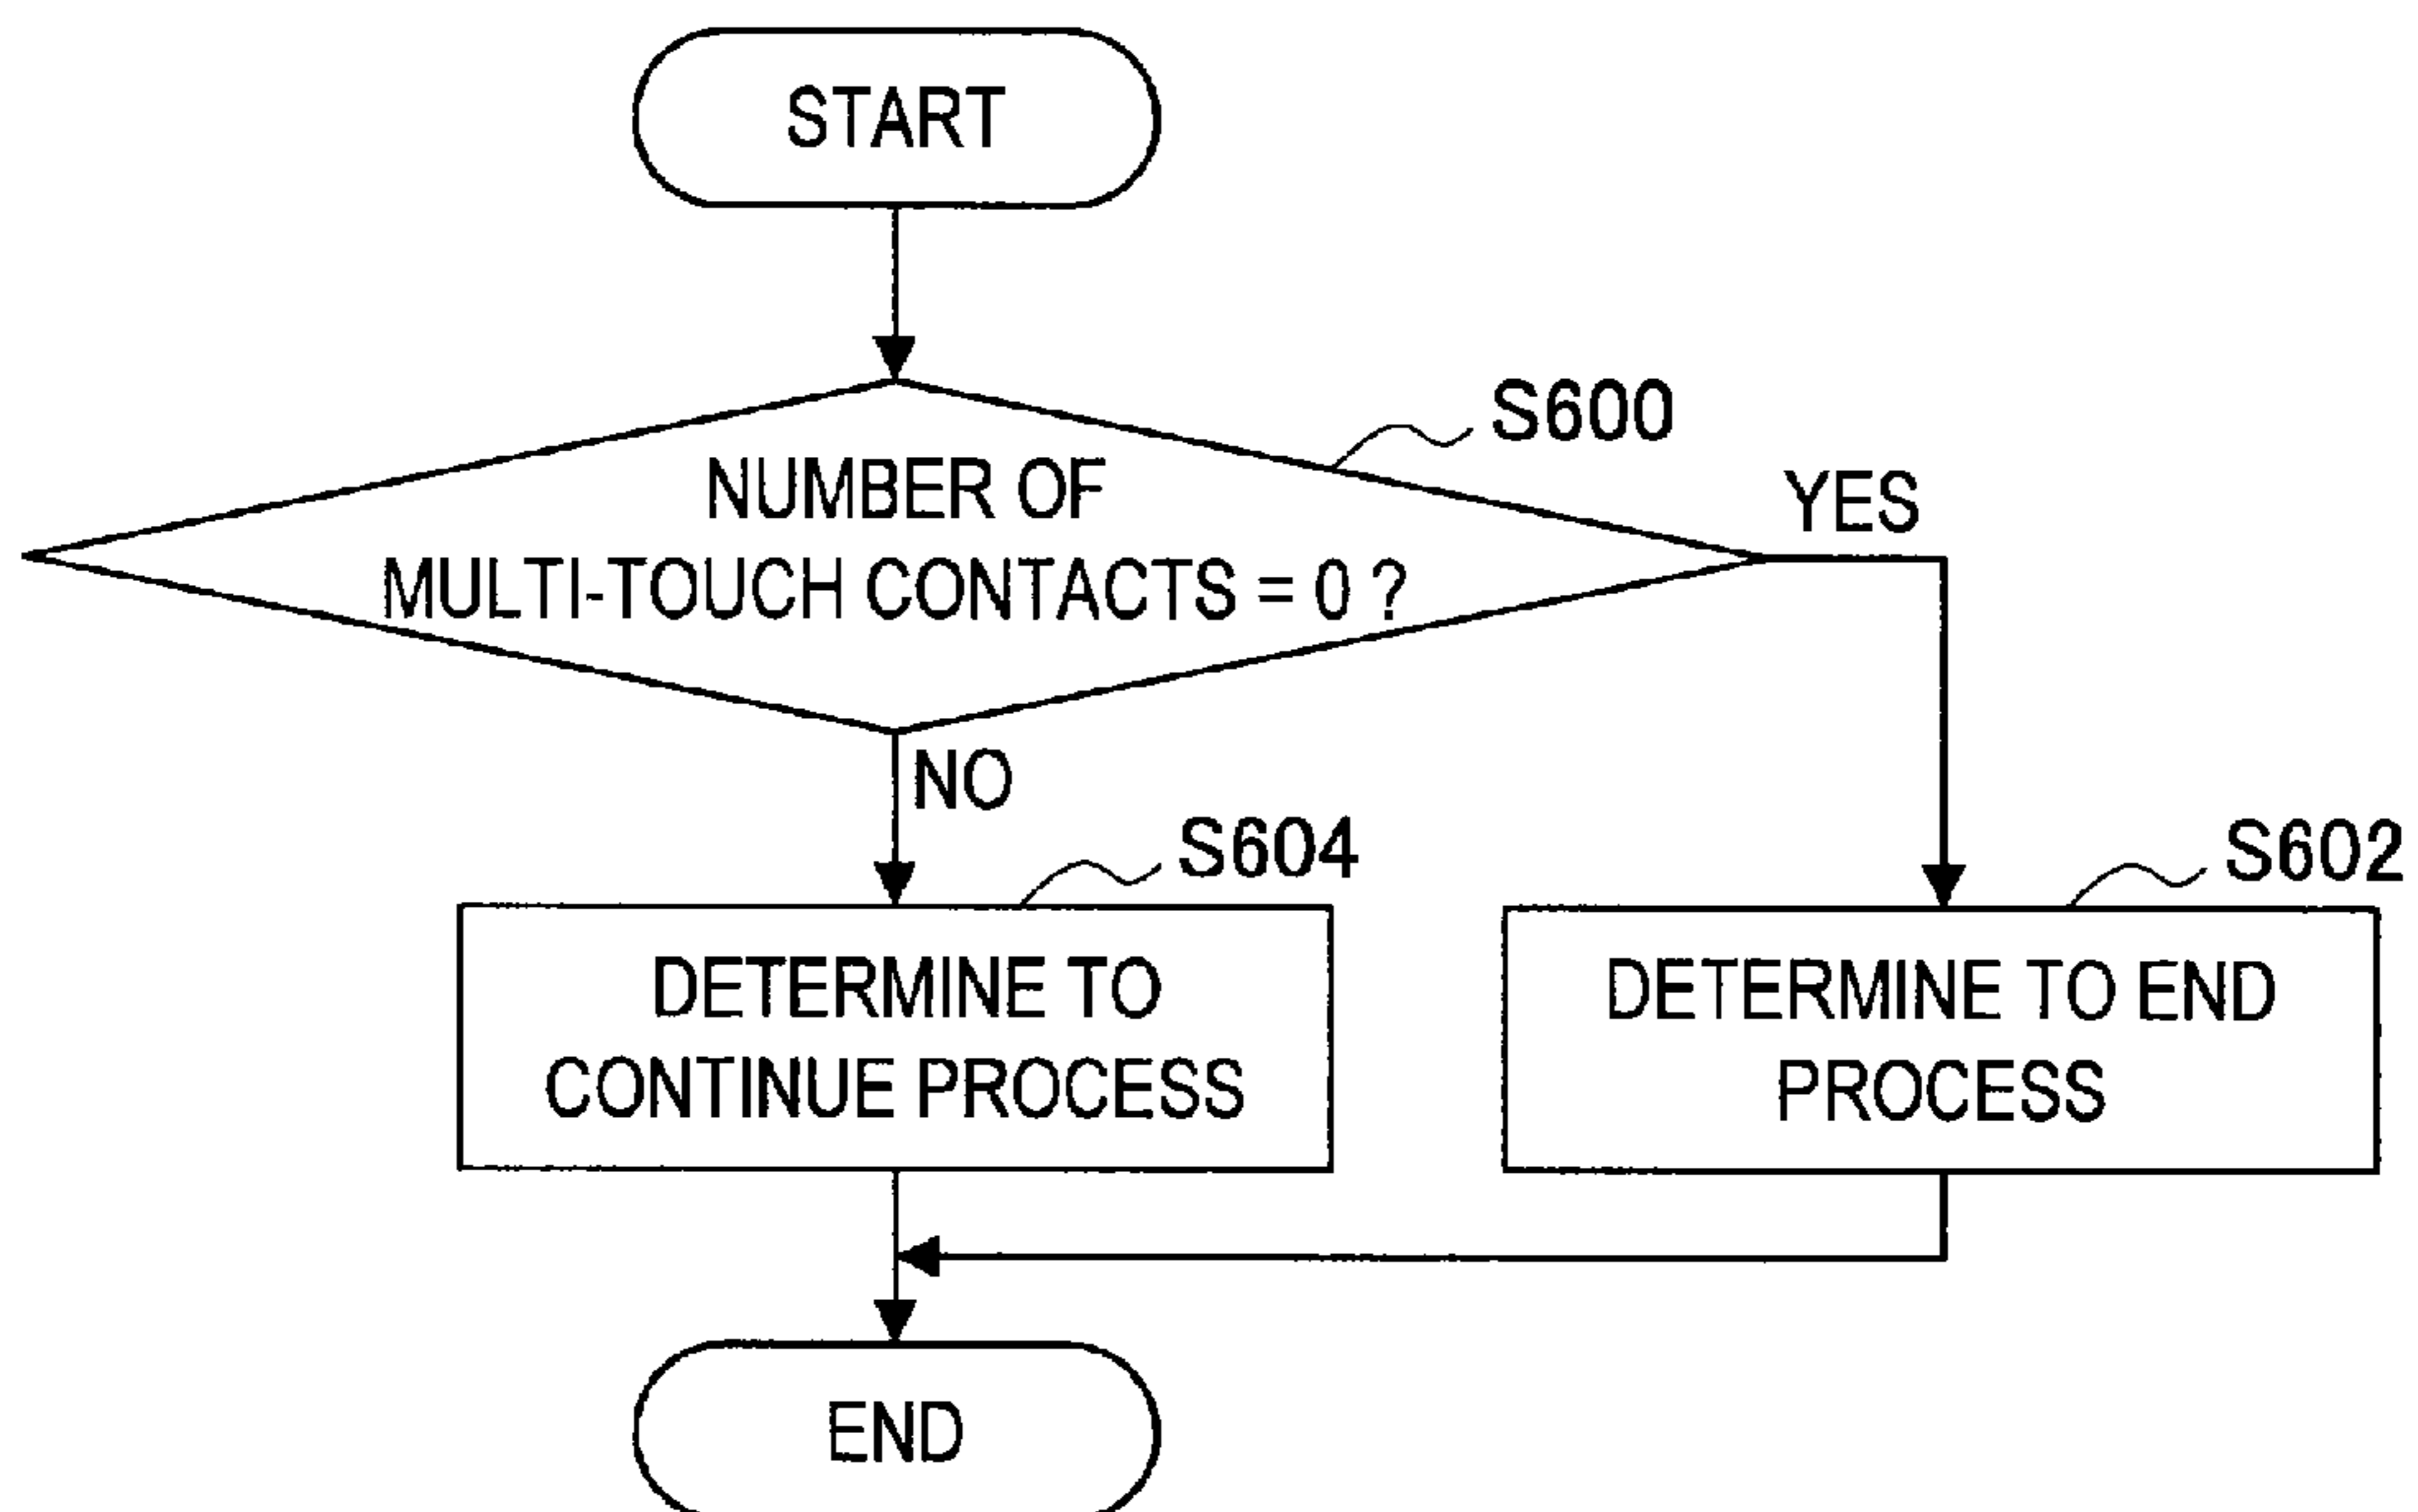 START
S600
NUMBER OF
MULTI-TOUCH CONTACTS = 0 ?
YES
NO
S604
DETERMINE TO
CONTINUE PROCESS
S602
DETERMINE TO END
PROCESS
END